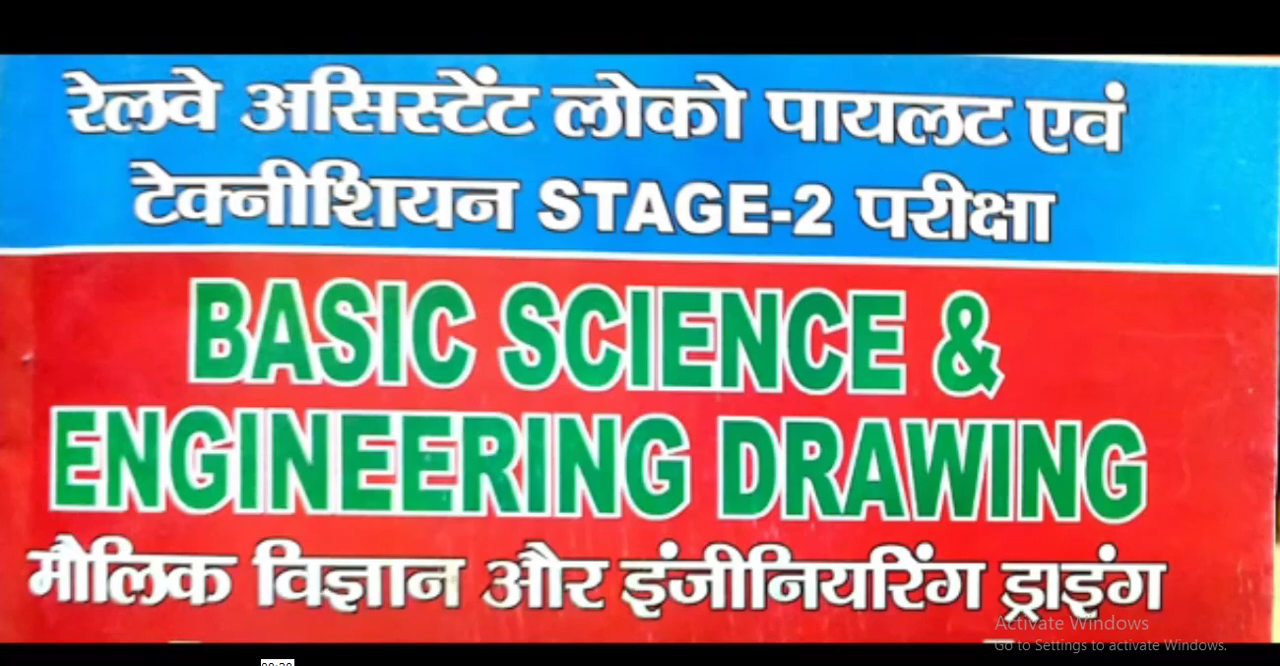 रेलवे असिस्टेंट लोको पायलट एवं
टेक्नीशियन STAGE-2 परीक्षा
BASIC SCIENCE &
ENGINEERING DRAWING
मौलिक विज्ञान और इंजीनियरिंग ड्राइंग
Activate Windows
Go to Settings to activate Windows.